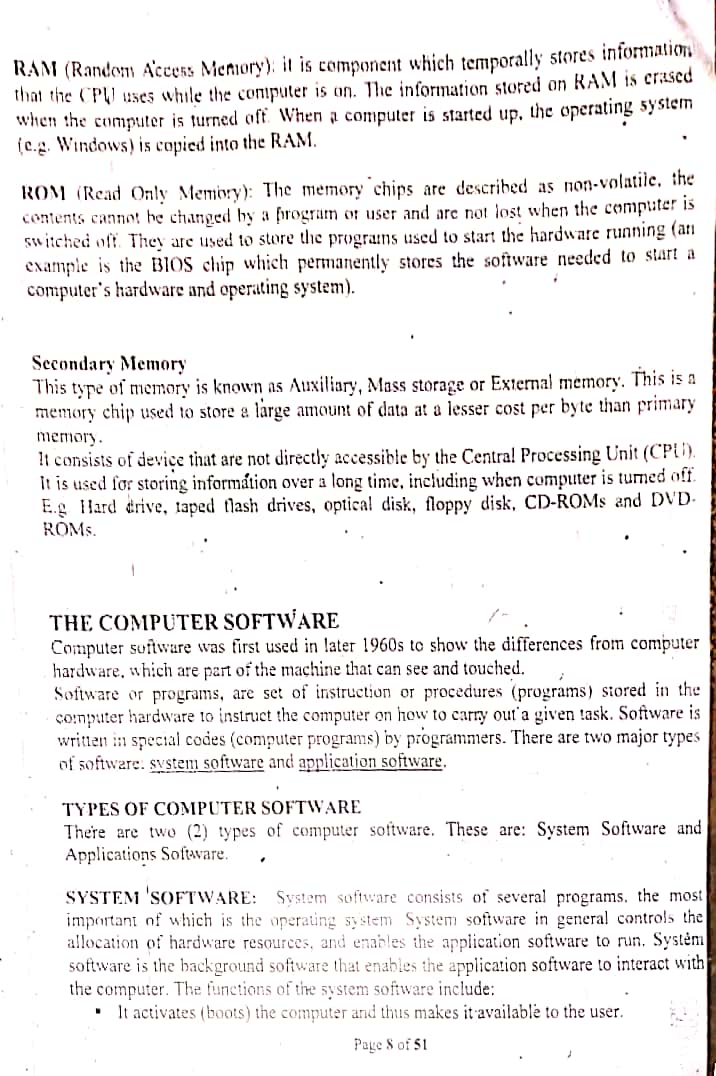 RAM (Random Access Memory): it is component which temporally stores information
that the CPU uses while the computer is on. The information stored on RAM is erased
when the computer is turned off. When a computer is started up, the operating system
(e.g. Windows) is copied into the RAM.
ROM (Read Only Memory): The memory chips are described as non-volatile, the
contents cannot be changed by a program or user and are not lost when the computer is
switched off. They are used to store the programs used to start the hardware running (an
example is the BIOS chip which permanently stores the software needed to start a
computer's hardware and operating system).
Secondary Memory
This type of memory is known as Auxiliary, Mass storage or External memory. This is a
memory chip used to store a large amount of data at a lesser cost per byte than primary
memory.
It consists of device that are not directly accessible by the Central Processing Unit (CPU).
It is used for storing information over a long time, including when computer is turned off.
E.g. Hard drive, taped flash drives, optical disk, floppy disk, CD-ROMs and DVD-
ROMs.
THE COMPUTER SOFTWARE
Computer software was first used in later 1960s to show the differences from computer
hardware, which are part of the machine that can see and touched.
Software or programs, are set of instruction or procedures (programs) stored in the
computer hardware to instruct the computer on how to carry out a given task. Software is
written in special codes (computer programs) by programmers. There are two major types
of software: system software and application software.
TYPES OF COMPUTER SOFTWARE
There are two (2) types of computer software. These are: System Software and
Applications Software.
SYSTEM SOFTWARE: System software consists of several programs, the most
important of which is the operating system. System software in general controls the
allocation of hardware resources, and enables the application software to run. System
software is the background software that enables the application software to interact with
the computer. The functions of the system software include:
▪ It activates (boots) the computer and thus makes it available to the user.
Page 8 of 51